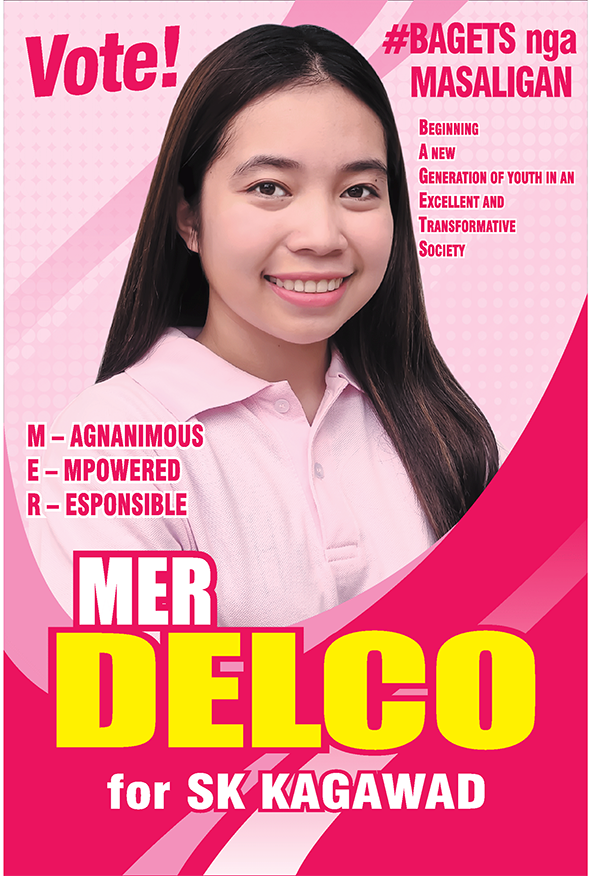 Vote!
#BAGETS nga
MASALIGAN
BEGINNING
A NEW
GENERATION OF YOUTH IN AN
EXCELLENT AND
TRANSFORMATIVE
SOCIETY
M – AGNANIMOUS
E – MPOWERED
R – ESPONSIBLE
MER
DELCO
for SK KAGAWAD